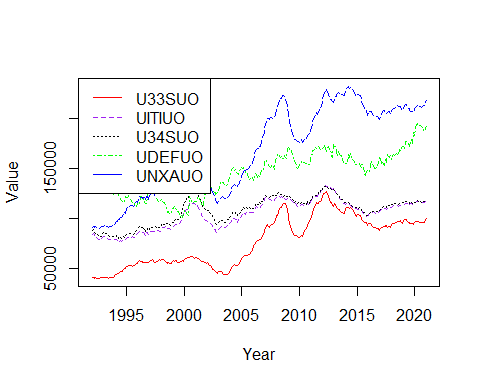 U33SUO
UITIUO
U34SUO
UDEFUO
UNXAUO
Value
50000
150000
1995
2000
2005
2010
2015
2020
Year